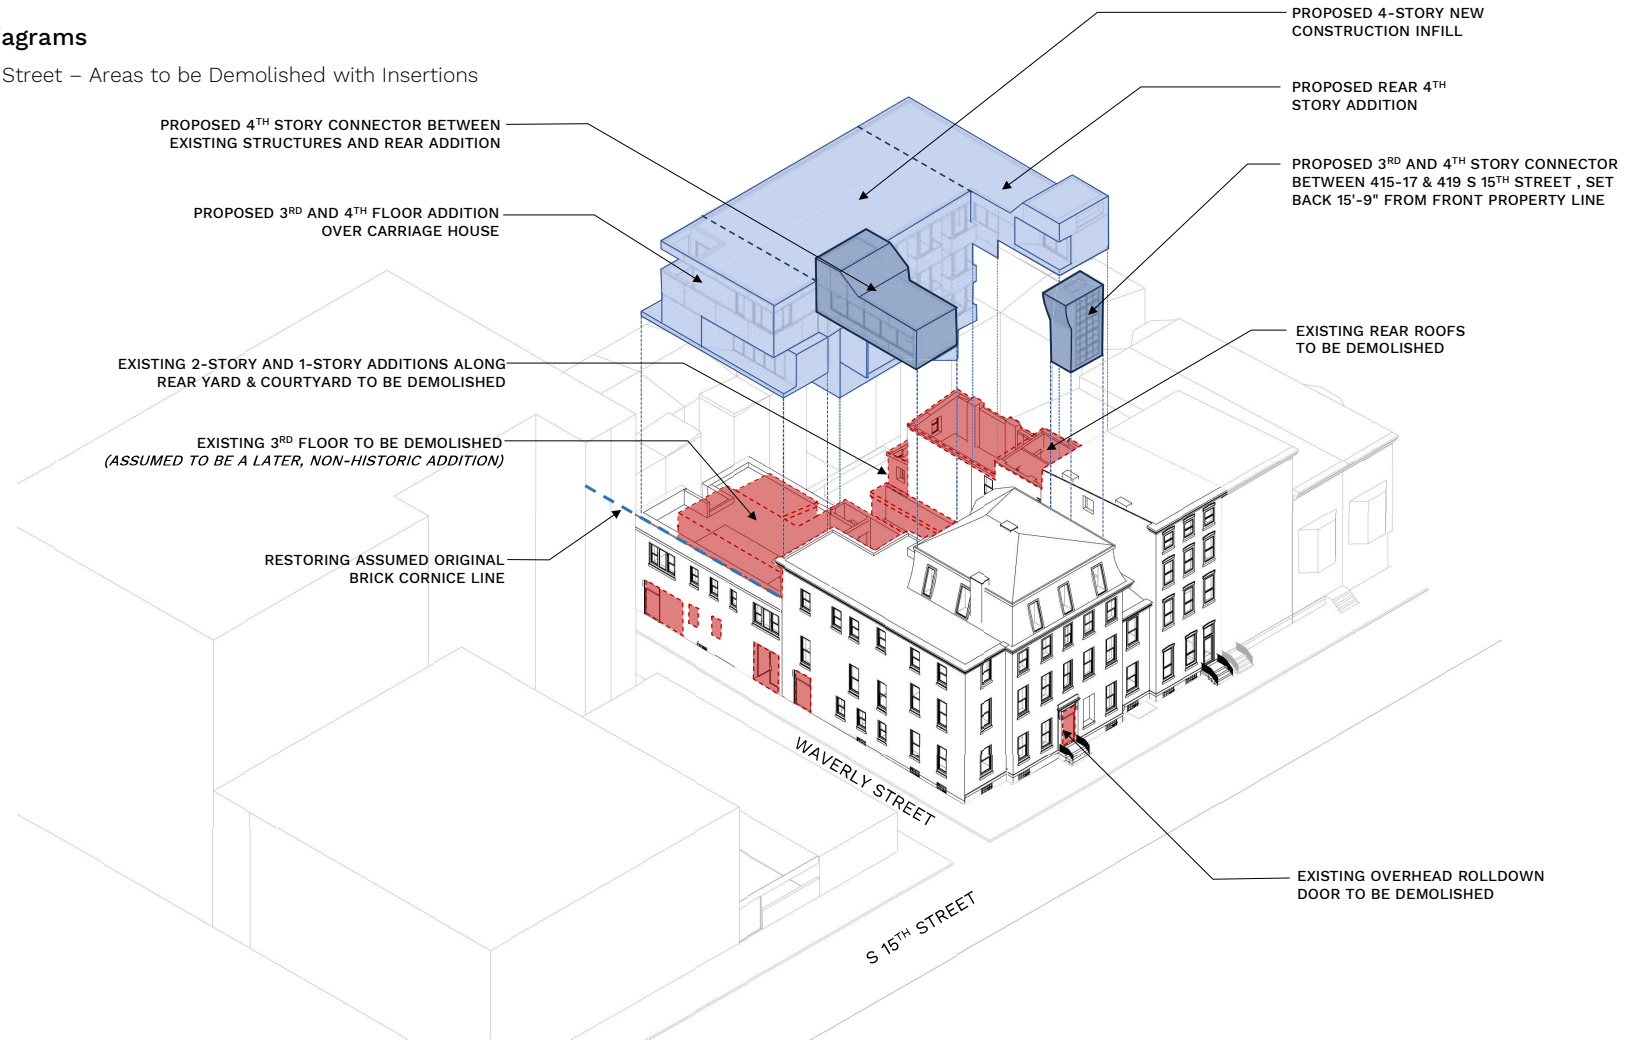 agrams
Street – Areas to be Demolished with Insertions
PROPOSED 4-STORY NEW
CONSTRUCTION INFILL
PROPOSED REAR 4TH
STORY ADDITION
PROPOSED 4TH STORY CONNECTOR BETWEEN
EXISTING STRUCTURES AND REAR ADDITION
PROPOSED 3RD AND 4TH STORY CONNECTOR
BETWEEN 415-17 & 419 S 15TH STREET , SET
BACK 15'-9" FROM FRONT PROPERTY LINE
PROPOSED 3RD AND 4TH FLOOR ADDITION
OVER CARRIAGE HOUSE
EXISTING REAR ROOFS
TO BE DEMOLISHED
EXISTING 2-STORY AND 1-STORY ADDITIONS ALONG
REAR YARD & COURTYARD TO BE DEMOLISHED
EXISTING 3RD FLOOR TO BE DEMOLISHED
(ASSUMED TO BE A LATER, NON-HISTORIC ADDITION)
RESTORING ASSUMED ORIGINAL
BRICK CORNICE LINE
WAVERLY STREET
EXISTING OVERHEAD ROLLDOWN
DOOR TO BE DEMOLISHED
S 15TH STREET